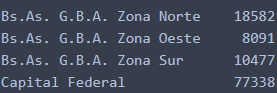 Bs.As. G.B.A. Zona Norte    18582
Bs.As. G.B.A. Zona Oeste     8091
Bs.As. G.B.A. Zona Sur      10477
Capital Federal             77338